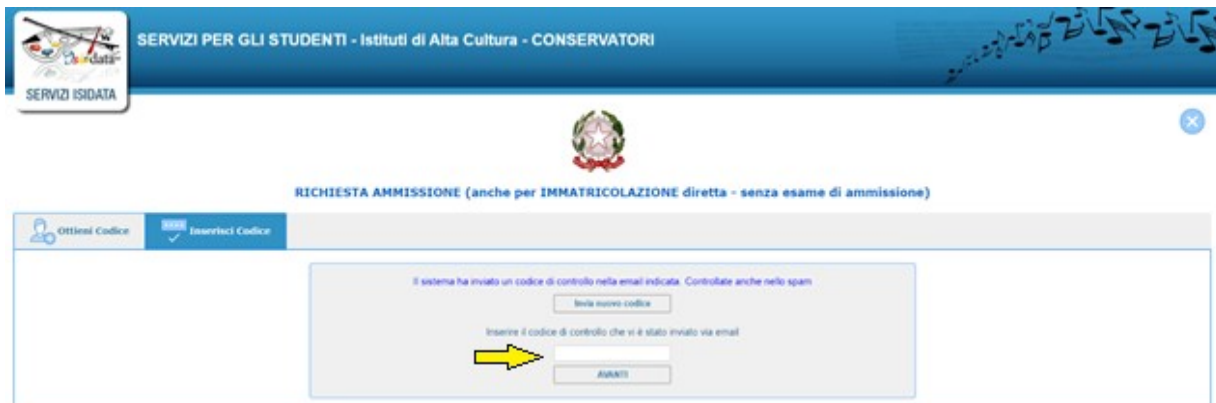 SERVIZI PER GLI STUDENTI - Istituti di Alta Cultura - CONSERVATORI
Isidata
SERVIZI ISIDATA
RICHIESTA AMMISSIONE (anche per IMMATRICOLAZIONE diretta - senza esame di ammissione)
Ottieni Codice
Inserisci Codice
Il sistema ha inviato un codice di controllo nella email indicata. Controllate anche nello spam
Invia nuovo codice
Inserire il codice di controllo che vi è stato inviato via email
AVANTI